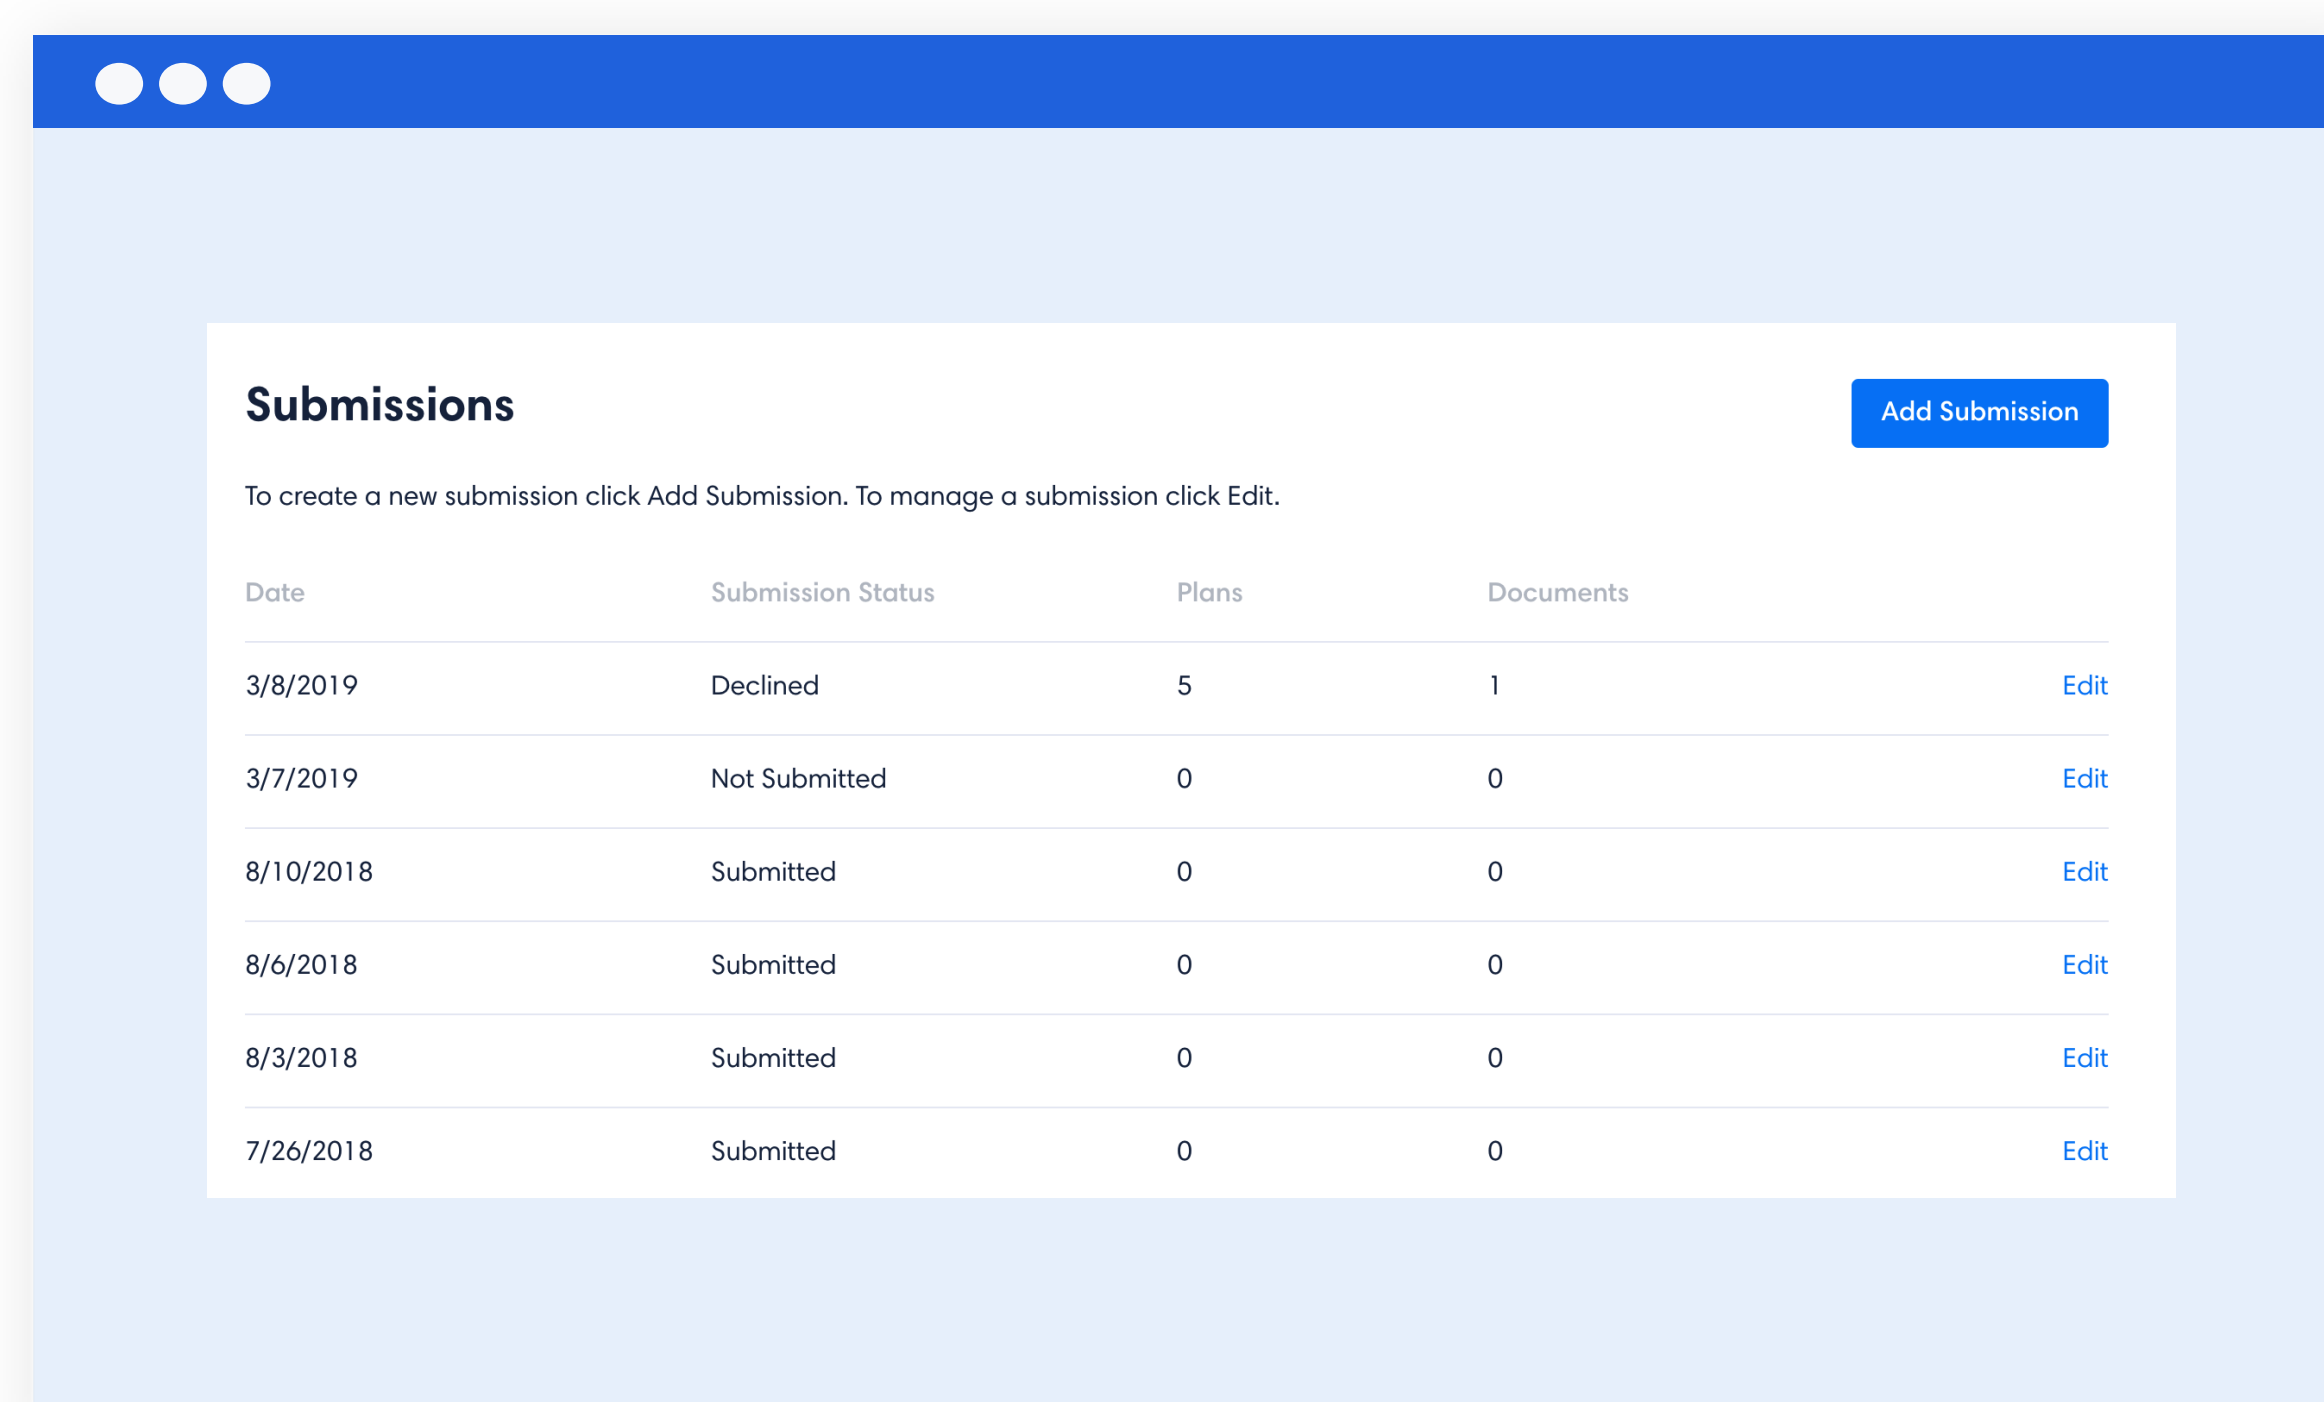 Submissions
Add Submission
To create a new submission click Add Submission. To manage a submission click Edit.
Date Submission Status Plans Documents
3/8/2019 Declined 5 1 Edit
3/7/2019 Not Submitted 0 0 Edit
8/10/2018 Submitted 0 0 Edit
8/6/2018 Submitted 0 0 Edit
8/3/2018 Submitted 0 0 Edit
7/26/2018 Submitted 0 0 Edit